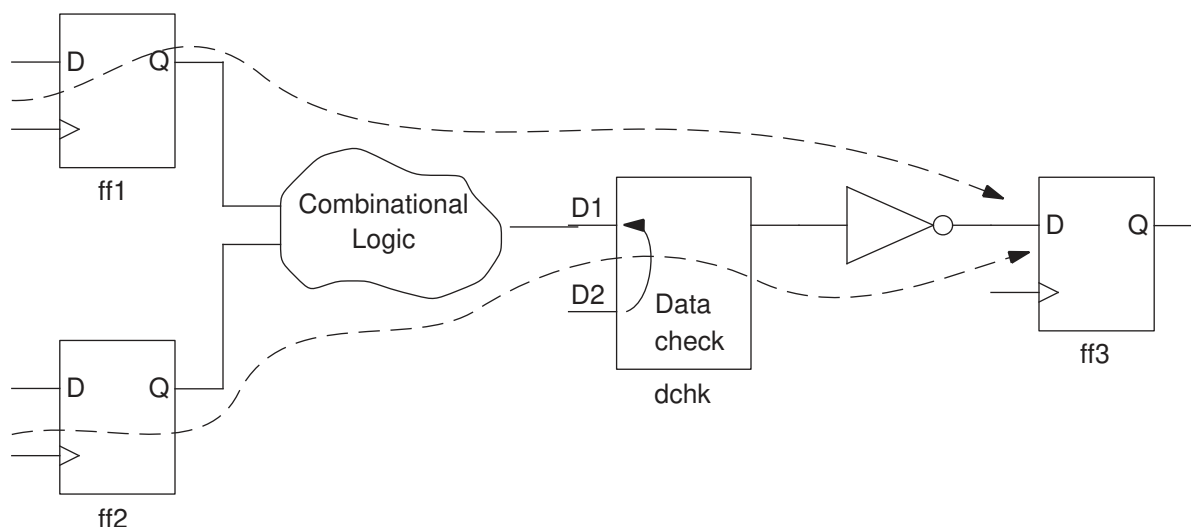 D Q
ff1
Combinational
Logic
D1
D2
Data
check
dchk
D Q
ff3
D Q
ff2